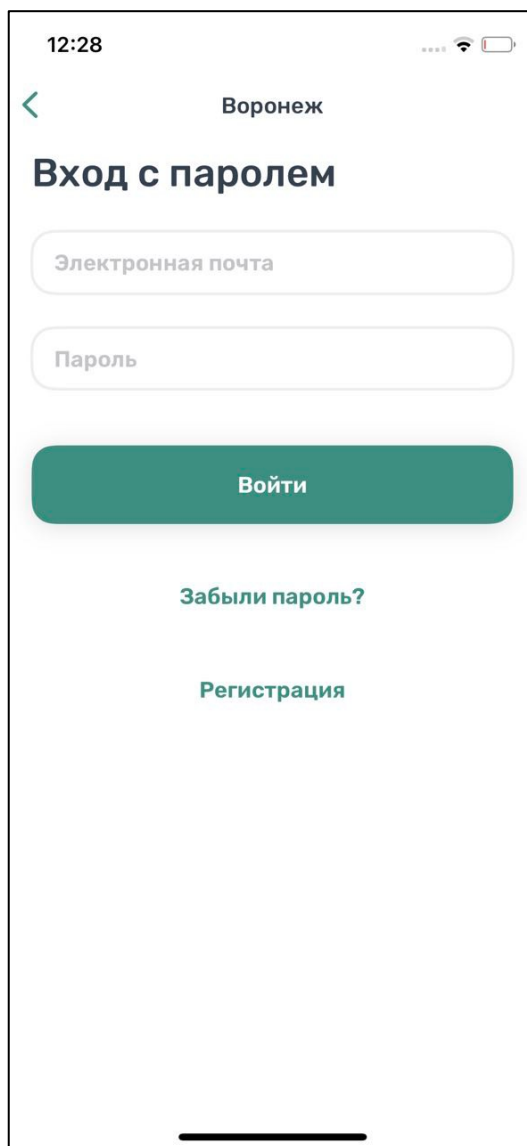 12:28
Воронеж
Вход с паролем
Электронная почта
Пароль
Войти
Забыли пароль?
Регистрация